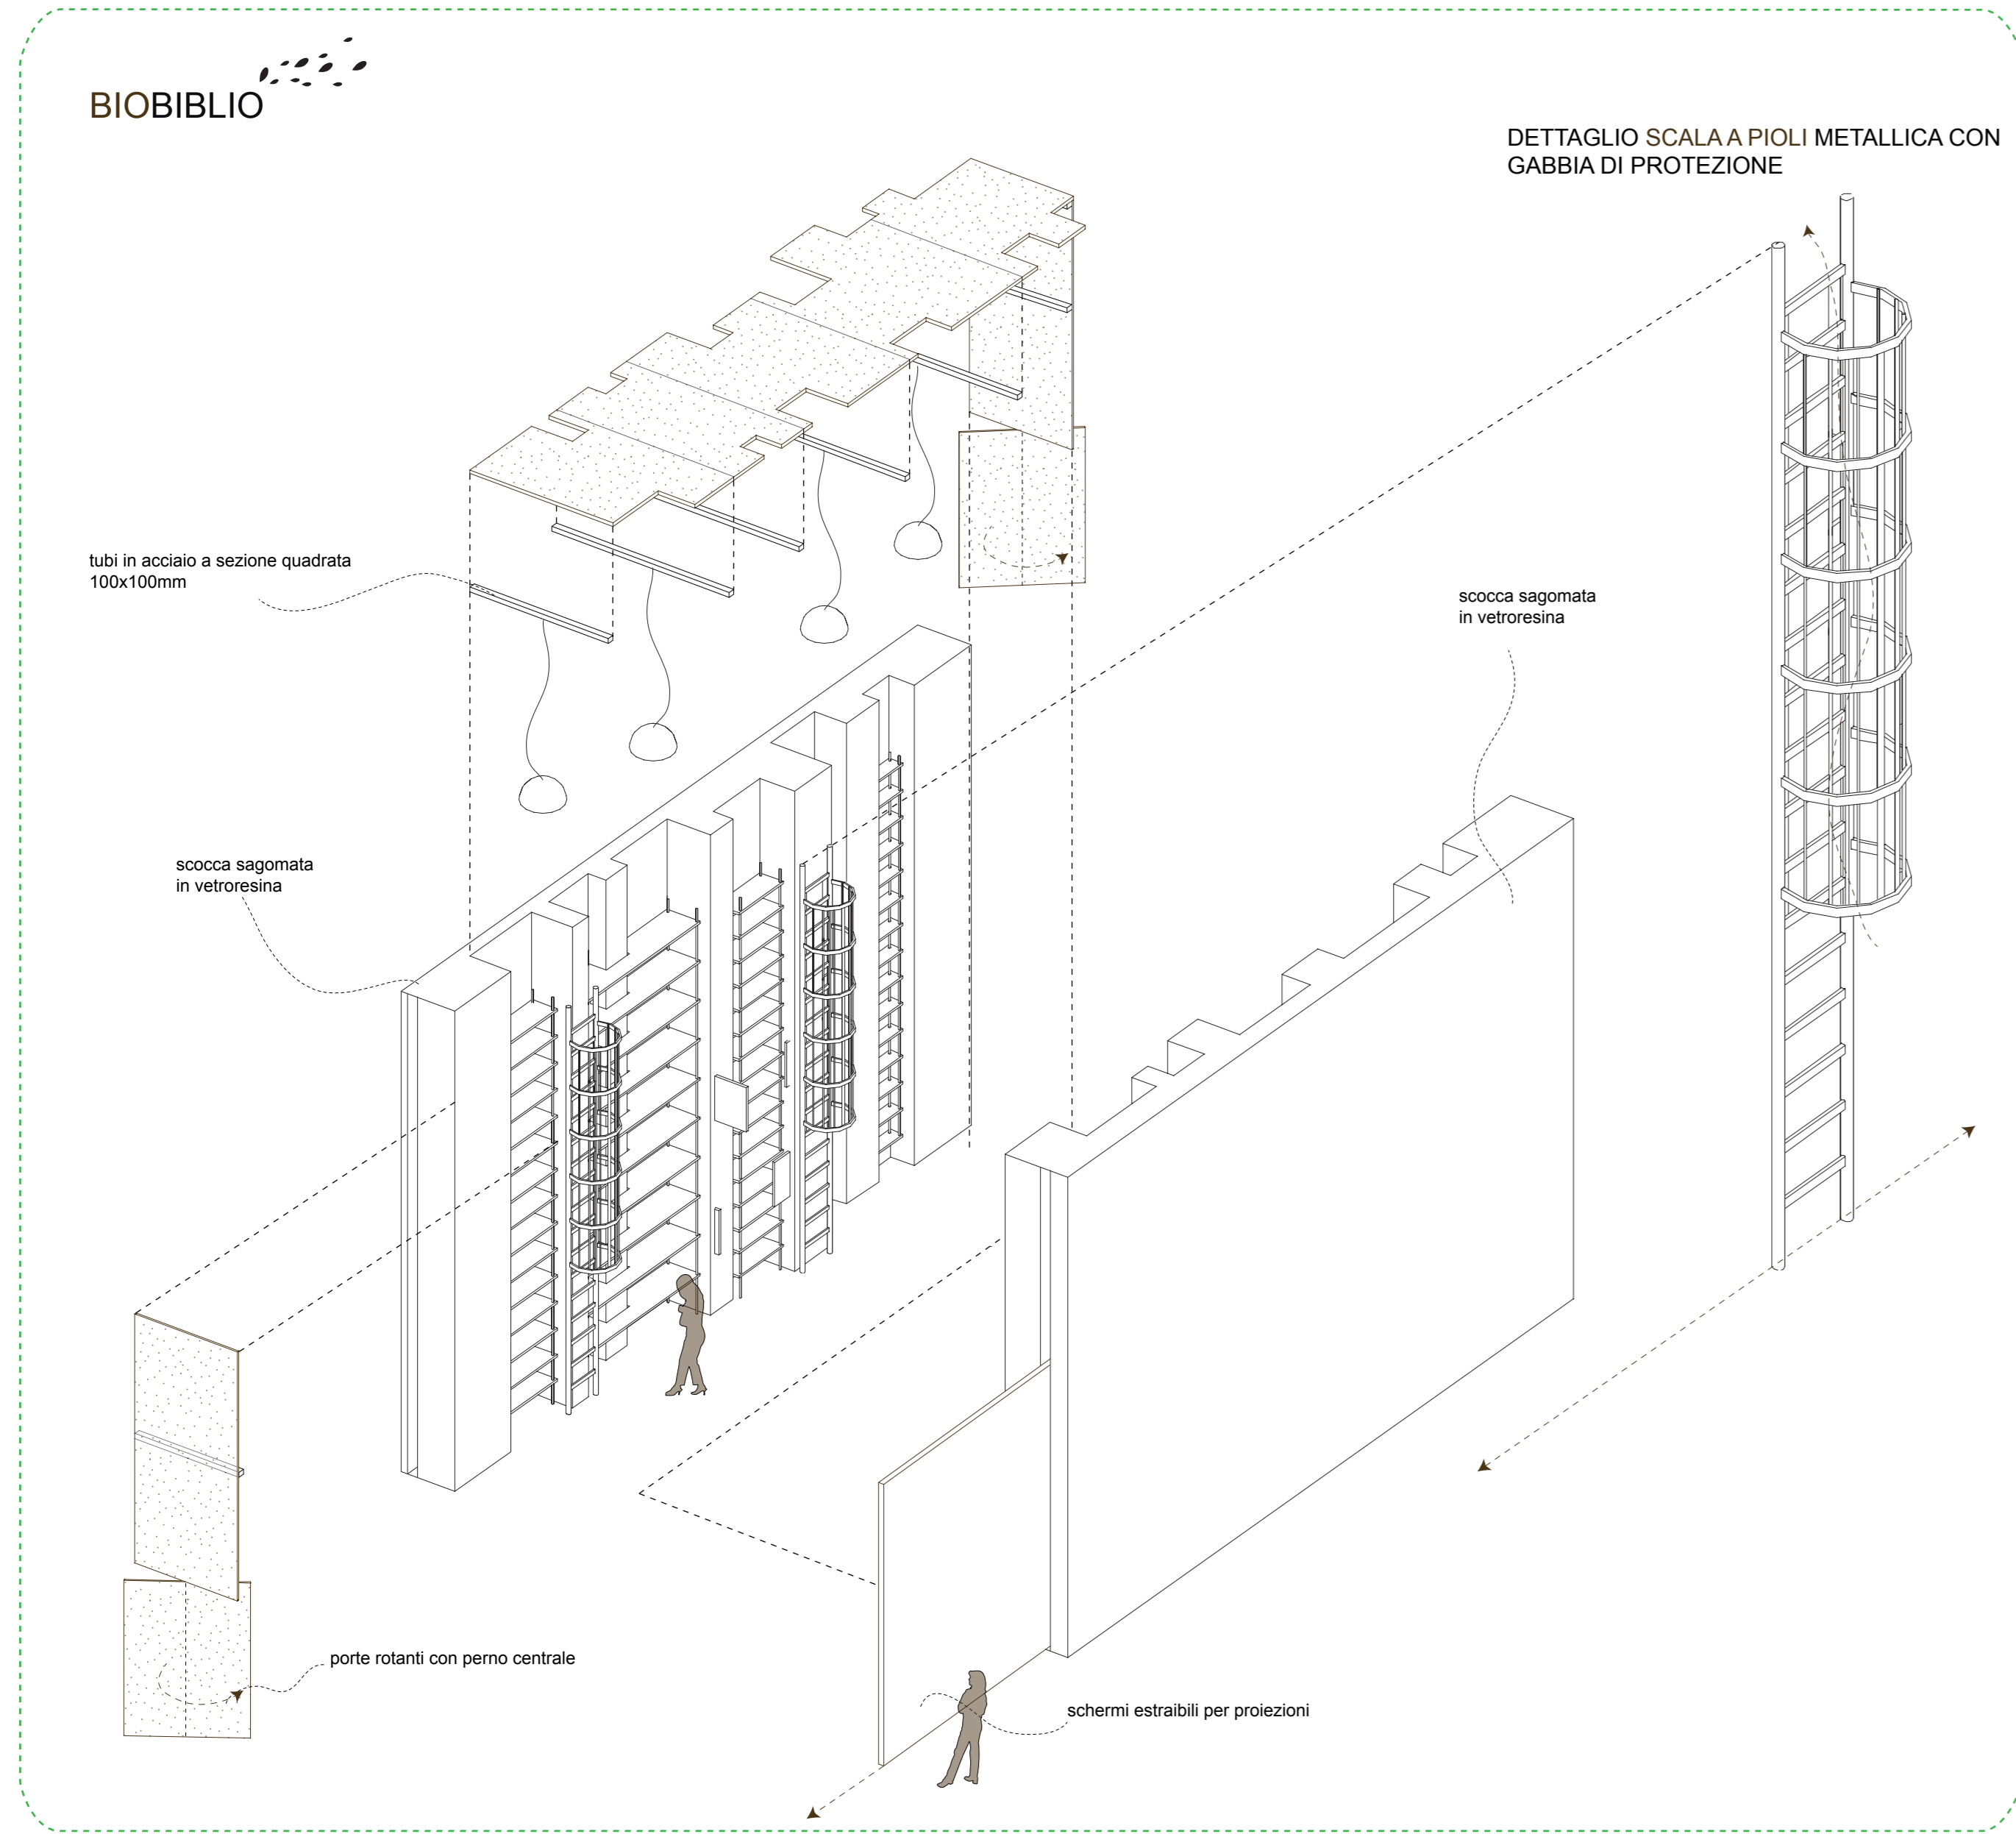 BIOBIBLIO
DETTAGLIO SCALA A PIOLI METALLICA CON
GABBIA DI PROTEZIONE
tubi in acciaio a sezione quadrata
100x100mm
scocca sagomata
in vetroresina
scocca sagomata
in vetroresina
porte rotanti con perno centrale
schermi estraibili per proiezioni